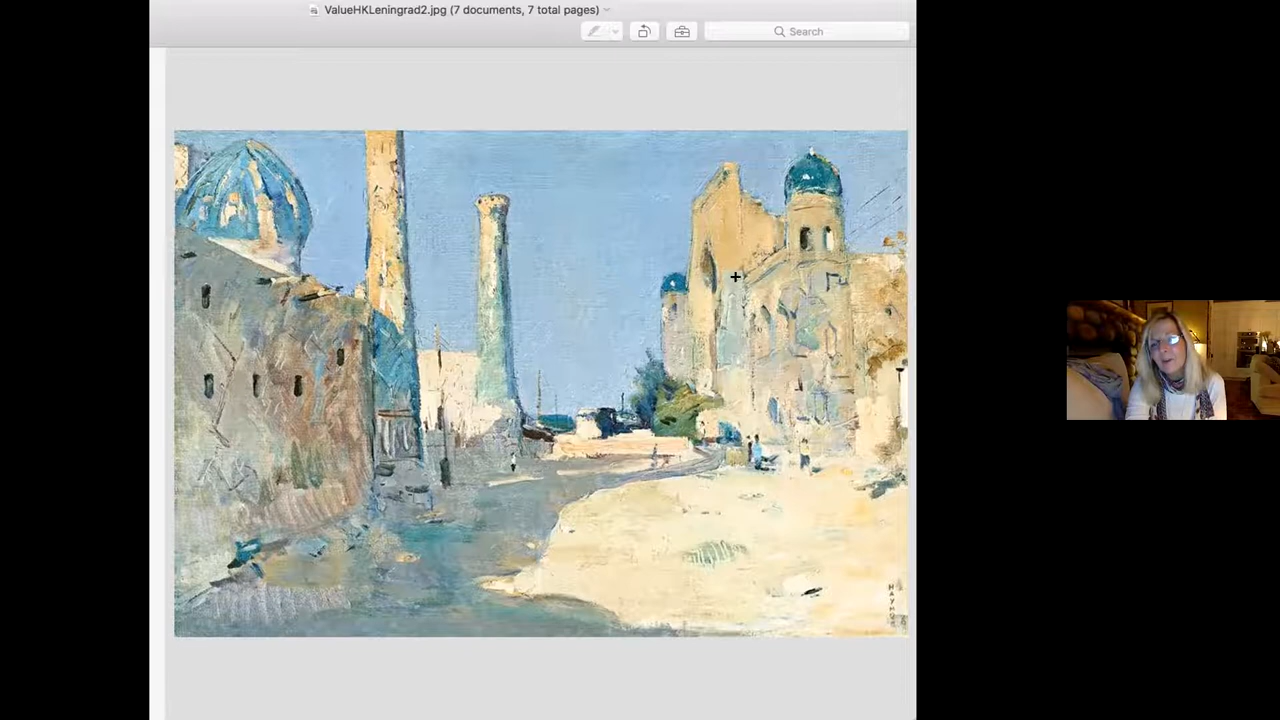 ValueHKLeningrad2.jpg (7 documents, 7 total pages)
Search